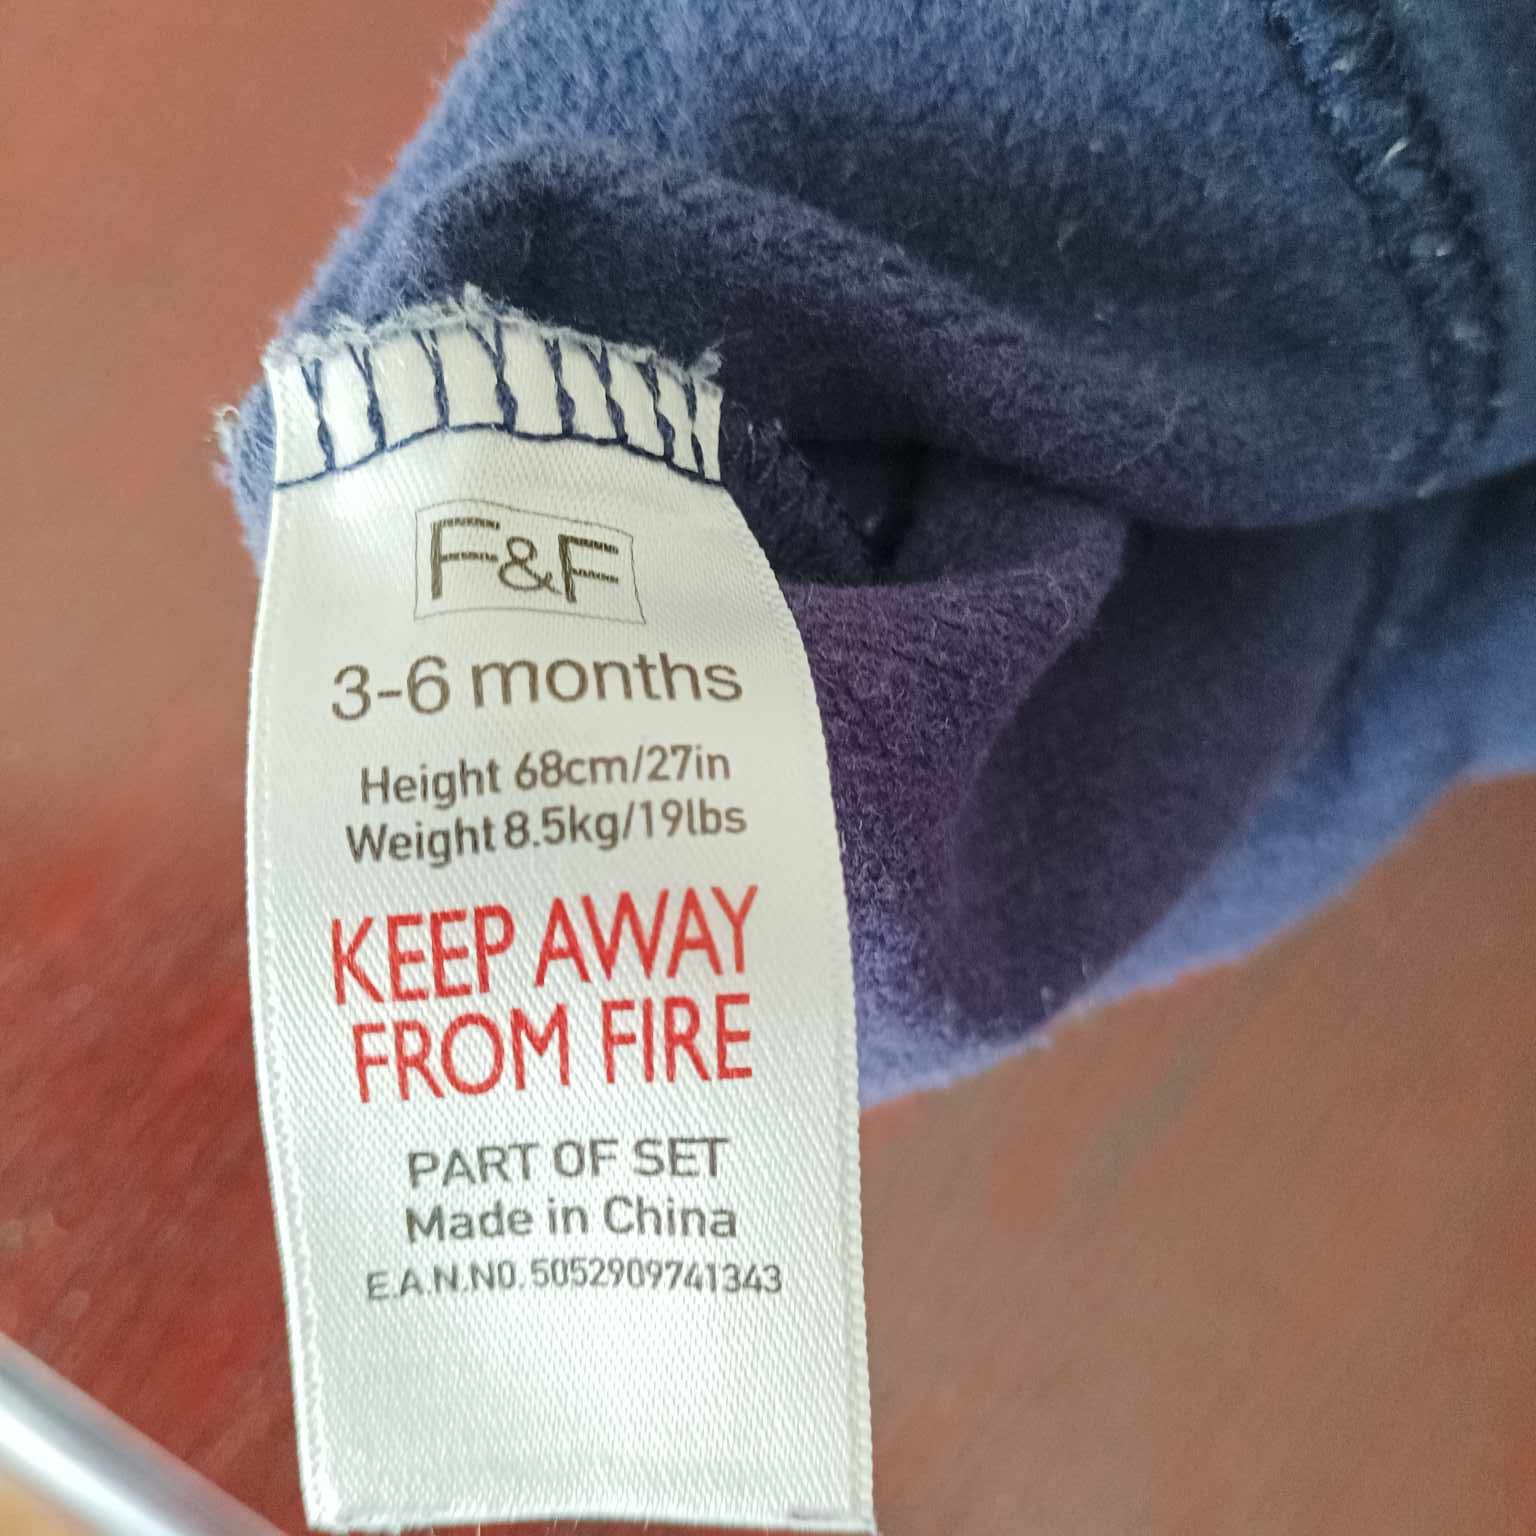 F&F
3-6 months
Height 68cm/27in
Weight 8.5kg/19lbs
KEEP AWAY
FROM FIRE
PART OF SET
Made in China
E.A.N.NO. 5052909741343